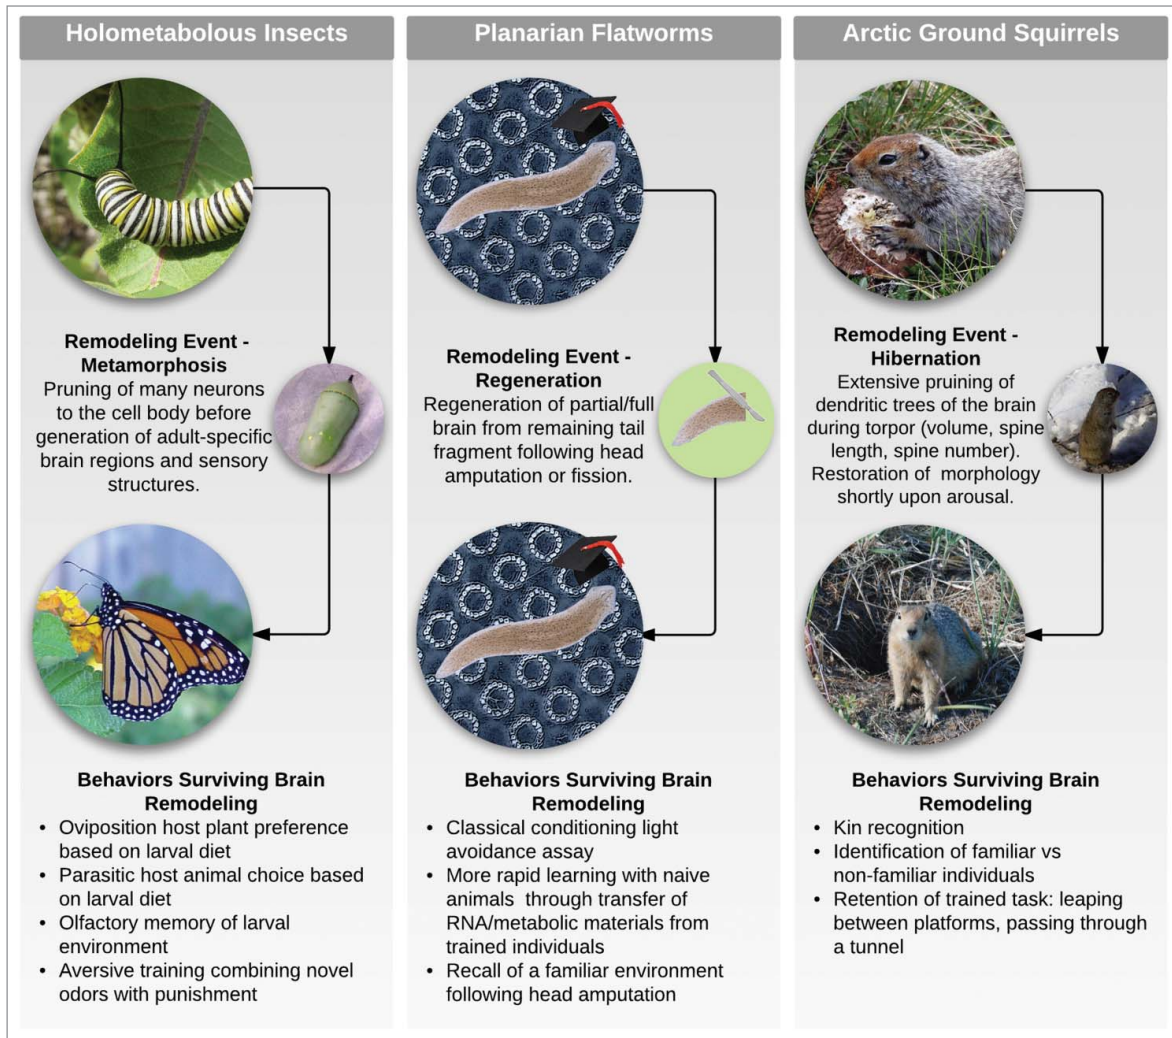 Holometabolous Insects
Remodeling Event -
Metamorphosis
Pruning of many neurons
to the cell body before
generation of adult-specific
brain regions and sensory
structures.
Behaviors Surviving Brain
Remodeling
• Oviposition host plant preference
based on larval diet
• Parasitic host animal choice based
on larval diet
• Olfactory memory of larval
environment
• Aversive training combining novel
odors with punishment
Planarian Flatworms
Remodeling Event -
Regeneration
Regeneration of partial/full
brain from remaining tail
fragment following head
amputation or fission.
Behaviors Surviving Brain
Remodeling
• Classical conditioning light
avoidance assay
• More rapid learning with naive
animals through transfer of
RNA/metabolic materials from
trained individuals
• Recall of a familiar environment
following head amputation
Arctic Ground Squirrels
Remodeling Event -
Hibernation
Extensive pruining of
dendritic trees of the brain
during torpor (volume, spine
length, spine number).
Restoration of morphology
shortly upon arousal.
Behaviors Surviving Brain
Remodeling
• Kin recognition
• Identification of familiar vs
non-familiar individuals
• Retention of trained task: leaping
between platforms, passing through
a tunnel